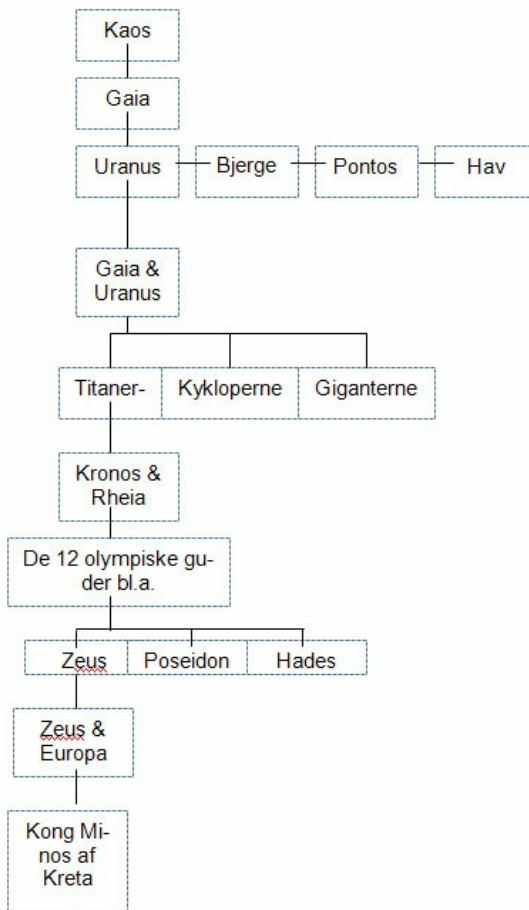 Kaos
Gaia
Uranus Bjerge Pontos Hav
Gaia &
Uranus
Titaner- Kykloperne Giganterne
Kronos &
Rheia
De 12 olympiske gu-
der bl.a.
Zeus Poseidon Hades
Zeus &
Europa
Kong Mi-
nos af
Kreta